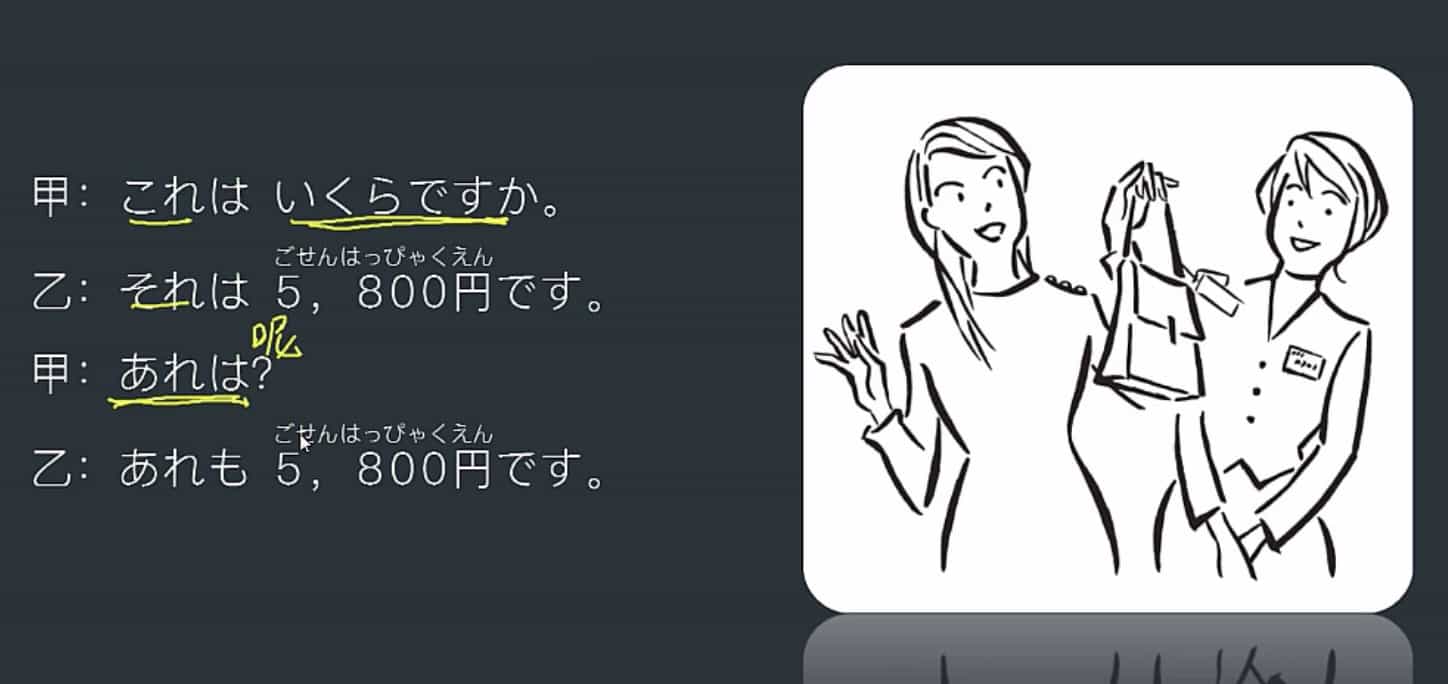 甲：これは いくらですか。
ごせんはっぴゃくえん
乙：それは 5，800円です。
呢
甲：あれは?
ごせんはっぴゃくえん
乙：あれも 5，800円です。